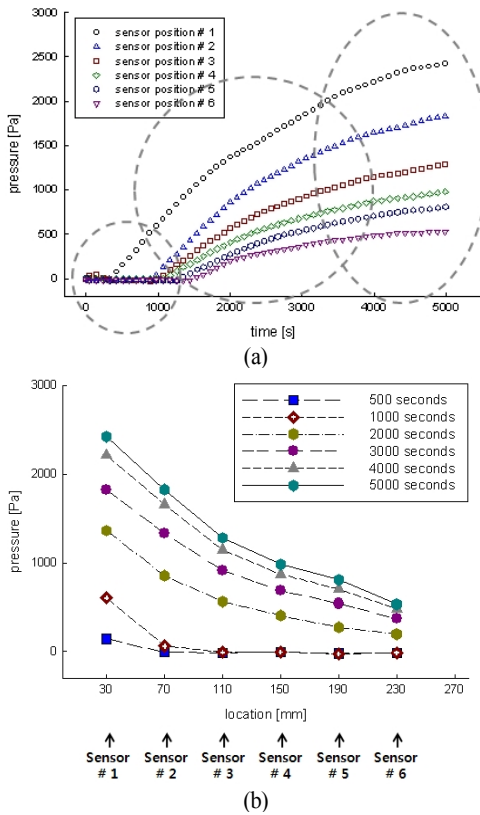 3000
2500
2000
1500
1000
500
0
pressure [Pa]
sensor position # 1
sensor position # 2
sensor position # 3
sensor position # 4
sensor position # 5
sensor position # 6
0 1000 2000 3000 4000 5000
time [s]
(a)
3000
2000
1000
0
pressure [Pa]
500 seconds
1000 seconds
2000 seconds
3000 seconds
4000 seconds
5000 seconds
30 70 110 150 190 230 270
location [mm]
Sensor Sensor Sensor Sensor Sensor Sensor
# 1 # 2 # 3 # 4 # 5 # 6
(b)